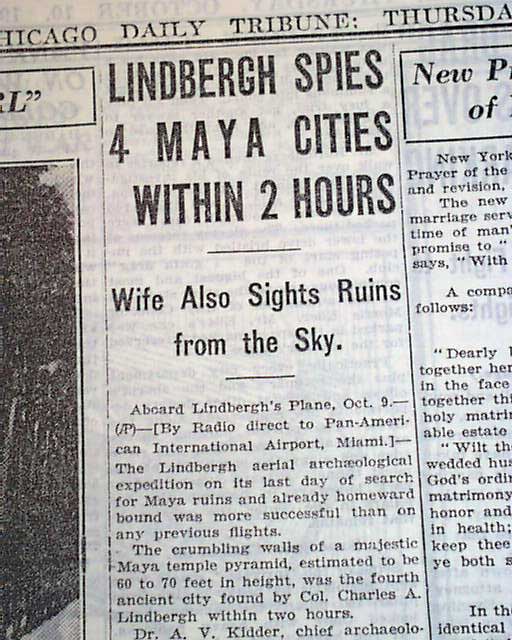 CHICAGO DAILY TRIBUNE: THURSDA
RL"
LINDBERGH SPIES
4 MAYA CITIES
WITHIN 2 HOURS
Wife Also Sights Ruins
from the Sky.
Aboard Lindbergh's Plane, Oct. 9.—
(AP)—[By Radio direct to Pan-Ameri-
can International Airport, Miami.]—
The Lindbergh aerial archæological
expedition on its last day of search
for Maya ruins and already homeward
bound was more successful than on
any previous flights.
The crumbling walls of a majestic
Maya temple pyramid, estimated to be
60 to 70 feet in height, was the fourth
ancient city found by Col. Charles A.
Lindbergh within two hours.
Dr. A. V. Kidder, chief archaeolo-
New P
of
New York
Prayer of the
and revision,
The new
marriage serv
time of man'
promise to "
says, "With
A compa
follows:
"Dearly
together her
in the face
together thi
holy matri
able estate
"Wilt th
wedded hus
God's ordin
matrimony
honor and
in health;
keep thee
ye both s
In th
identical